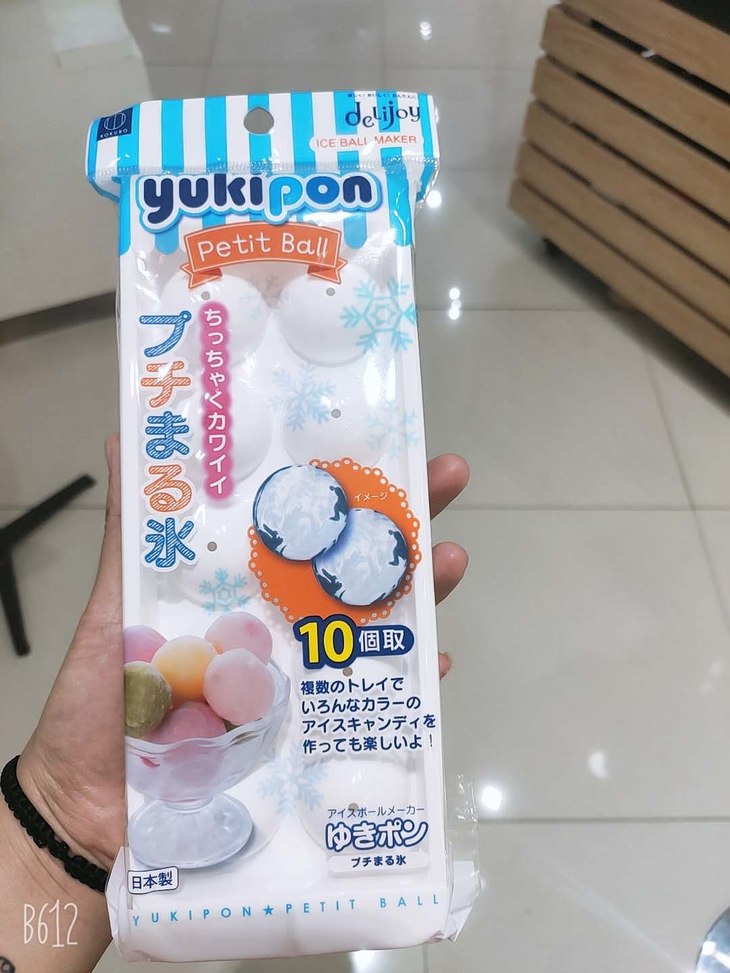 KOKUBO
deLijoy
ICE BALL MAKER
yukipon
Petit Ball
プチまる氷
ちっちゃくカワイイ
イメージ
10個取
複数のトレイで
いろんなカラーの
アイスキャンディを
作っても楽しいよ!
アイスボールメーカー
ゆきポン
プチまる氷
日本製
YUKIPON★PETIT BALL
B612